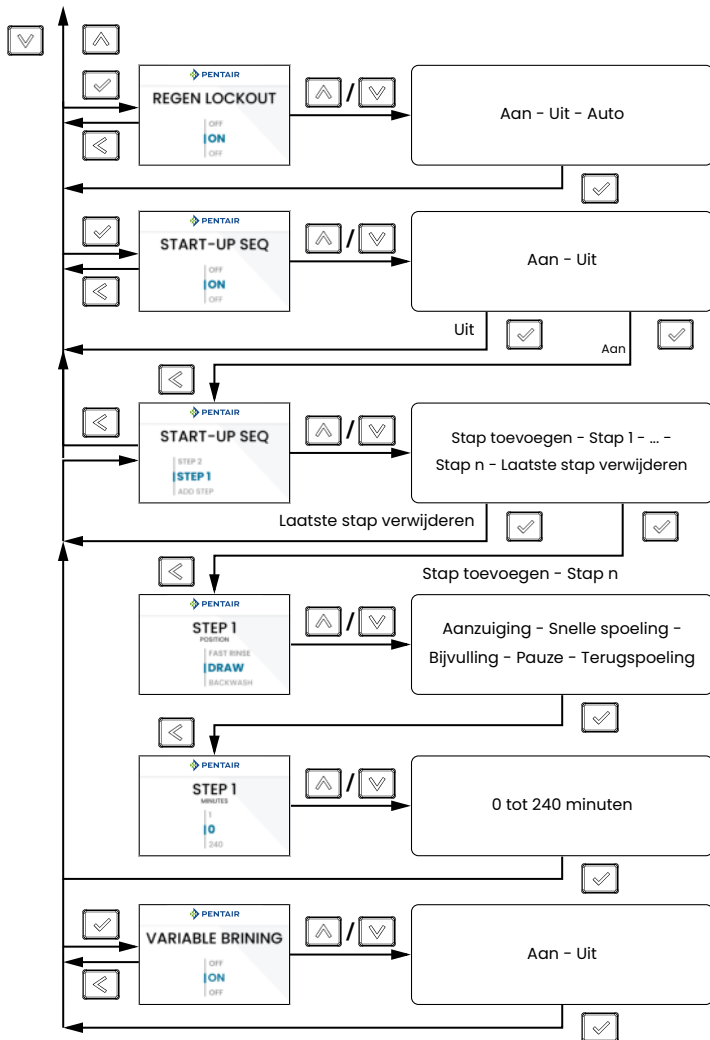 PENTAIR
REGEN LOCKOUT
OFF
ON
OFF
/
Aan - Uit - Auto
PENTAIR
START-UP SEQ
OFF
ON
OFF
/
Aan - Uit
Uit
Aan
PENTAIR
START-UP SEQ
STEP 2
STEP 1
ADD STEP
/
Stap toevoegen - Stap 1 - ... -
Stap n - Laatste stap verwijderen
Laatste stap verwijderen
Stap toevoegen - Stap n
PENTAIR
STEP 1
POSITION
FAST RINSE
DRAW
BACKWASH
/
Aanzuiging - Snelle spoeling -
Bijvulling - Pauze - Terugspoeling
PENTAIR
STEP 1
MINUTES
1
0
240
/
0 tot 240 minuten
PENTAIR
VARIABLE BRINING
OFF
ON
OFF
/
Aan - Uit